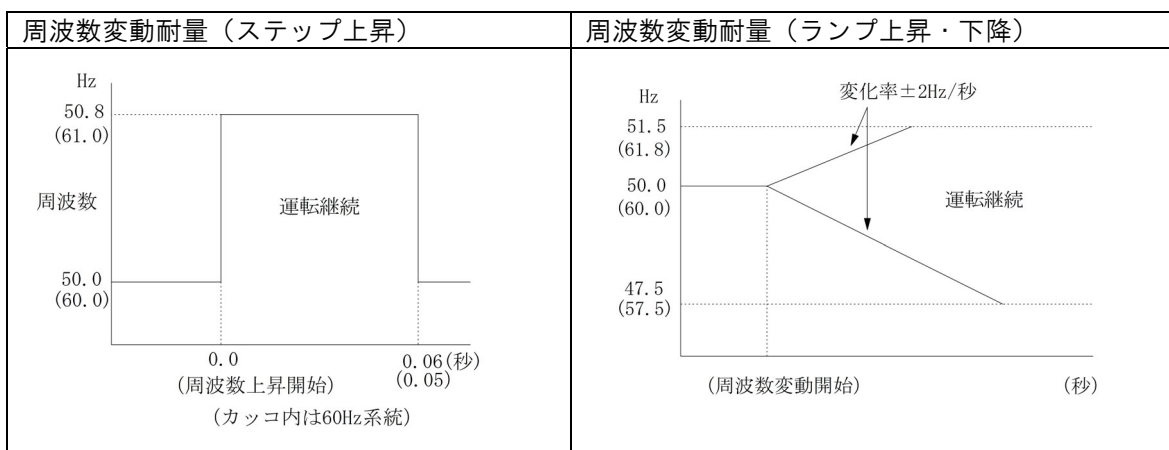 周波数変動耐量（ステップ上昇）
Hz
50.8
(61.0)
周波数
運転継続
50.0
(60.0)
0.0
0.06(秒)
(0.05)
(周波数上昇開始)
(カッコ内は60Hz系統)
周波数変動耐量（ランプ上昇・下降）
Hz
変化率±2Hz/秒
51.5
(61.8)
50.0
(60.0)
運転継続
47.5
(57.5)
(周波数変動開始)
(秒)